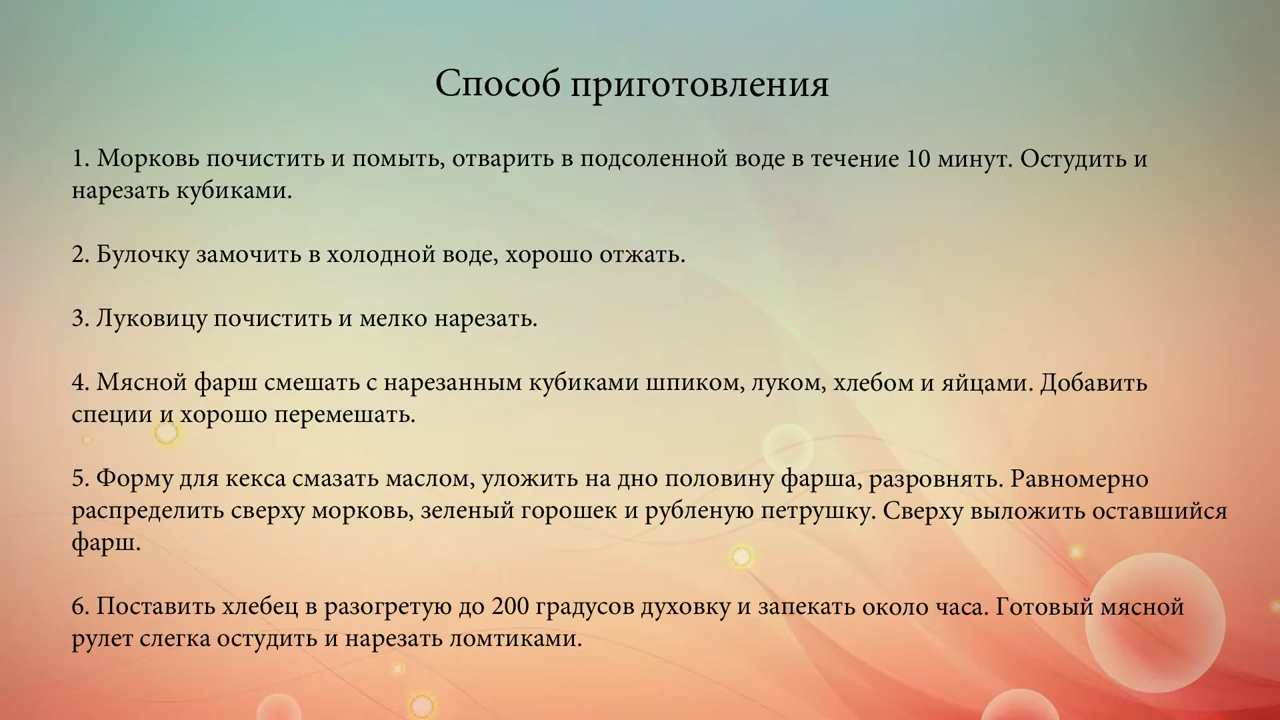 Способ приготовления
1. Морковь почистить и помыть, отварить в подсоленной воде в течение 10 минут. Остудить и
нарезать кубиками.
2. Булочку замочить в холодной воде, хорошо отжать.
3. Луковицу почистить и мелко нарезать.
4. Мясной фарш смешать с нарезанным кубиками шпиком, луком, хлебом и яйцами. Добавить
специи и хорошо перемешать.
5. Форму для кекса смазать маслом, уложить на дно половину фарша, разровнять. Равномерно
распределить сверху морковь, зеленый горошек и рубленую петрушку. Сверху выложить оставшийся
фарш.
6. Поставить хлебец в разогретую до 200 градусов духовку и запекать около часа. Готовый мясной
рулет слегка остудить и нарезать ломтиками.